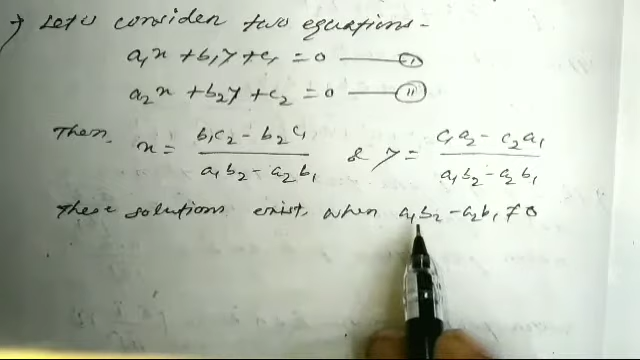 → Let's consider two equations-
a₁x + b₁y + c₁ = 0 —— (i)
a₂x + b₂y + c₂ = 0 —— (ii)
Then, x = (b₁c₂ - b₂c₁)/(a₁b₂ - a₂b₁) & y = (c₁a₂ - c₂a₁)/(a₁b₂ - a₂b₁)
These solutions exist, when a₁b₂ - a₂b₁ ≠ 0